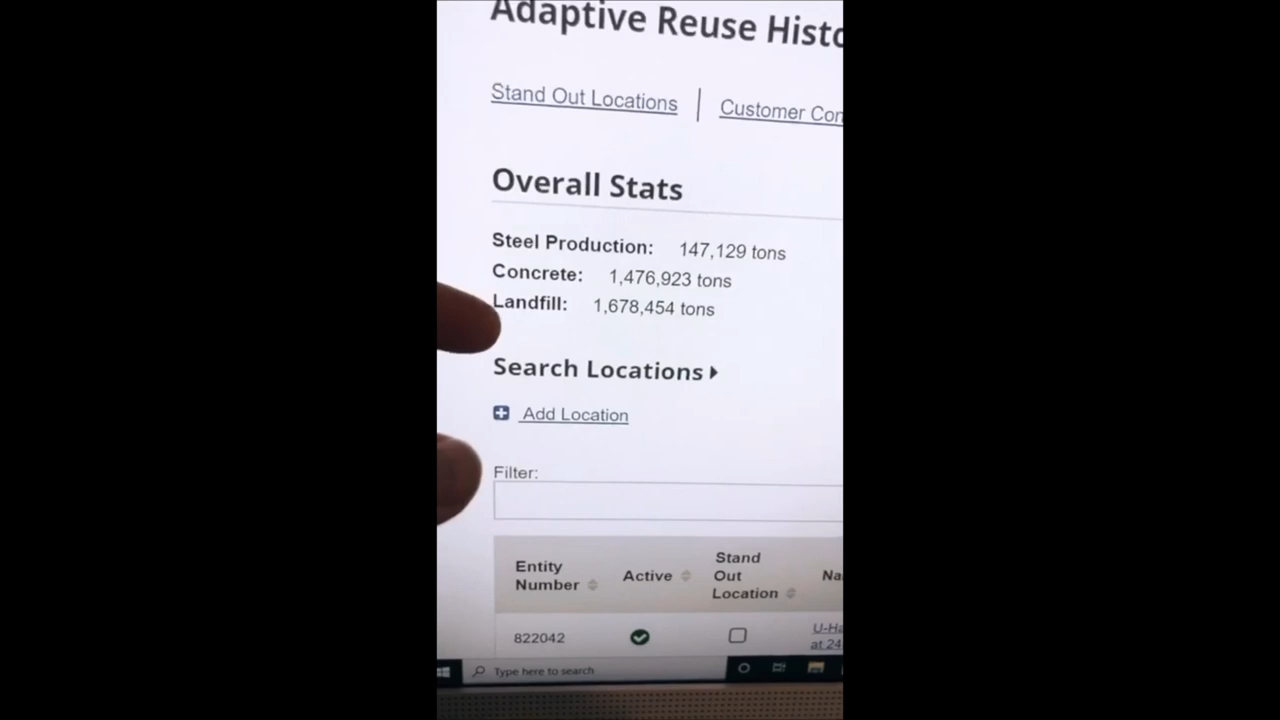 Adaptive Reuse
Stand Out Locations | Customer
Overall Stats
Steel Production: 147,129 tons
Concrete: 1,476,923 tons
Landfill: 1,678,454 tons
Search Locations
Add Location
Filter:
Entity Number
Active
Stand Out Location
822042
at 24
Type here to search